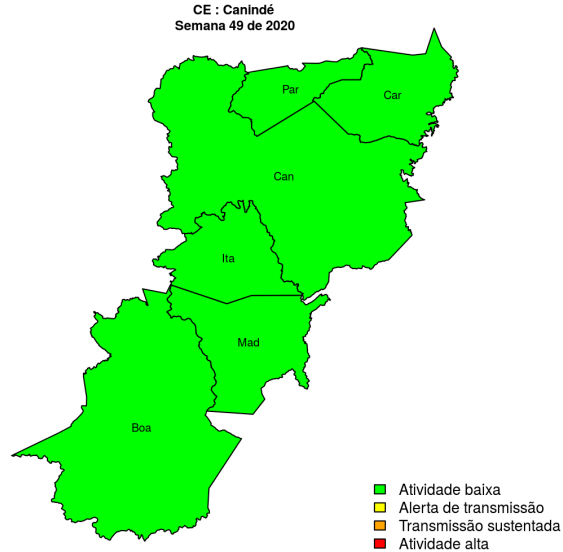 CE : Canindé
Semana 49 de 2020
Par
Car
Can
Ita
Mad
Boa
Atividade baixa
Alerta de transmissão
Transmissão sustentada
Atividade alta